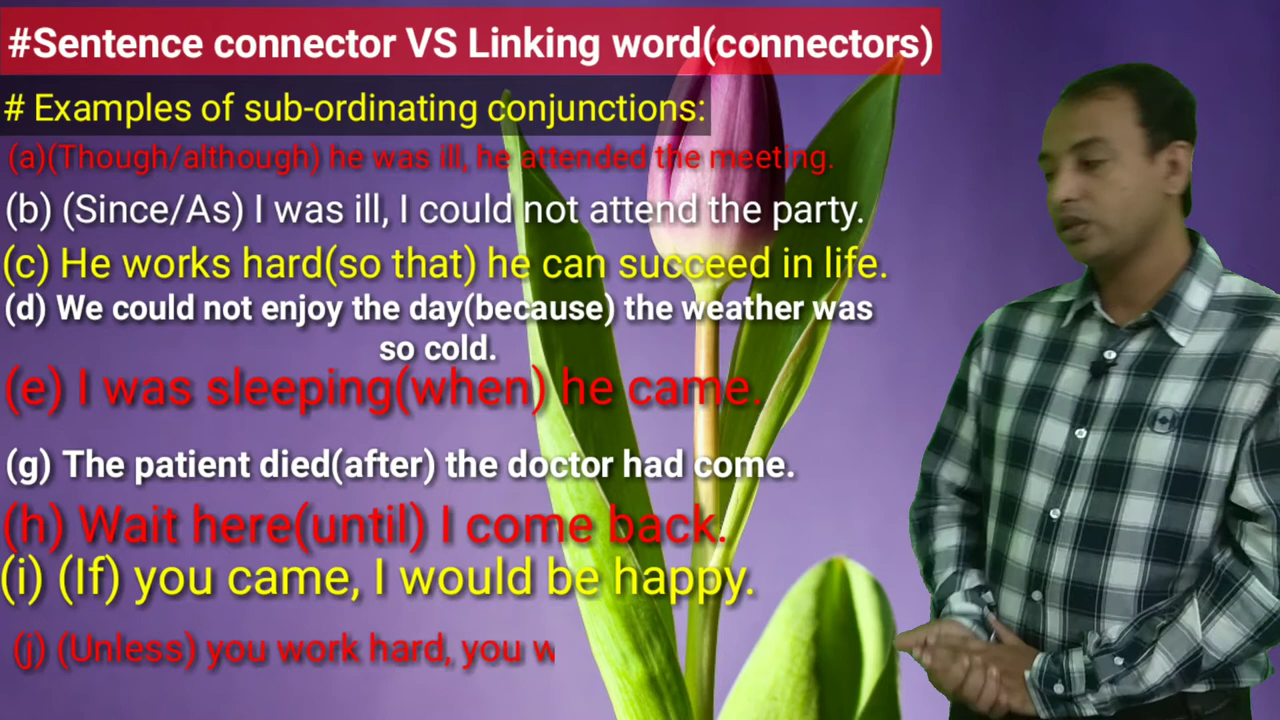 #Sentence connector VS Linking word(connectors)
# Examples of sub-ordinating conjunctions:
(a)(Though/although) he was ill, he attended the meeting.
(b) (Since/As) I was ill, I could not attend the party.
(c) He works hard(so that) he can succeed in life.
(d) We could not enjoy the day(because) the weather was
so cold.
(e) I was sleeping(when) he came.
(g) The patient died(after) the doctor had come.
(h) Wait here(until) I come back.
(i) (If) you came, I would be happy.
(j) (Unless) you work hard, you w